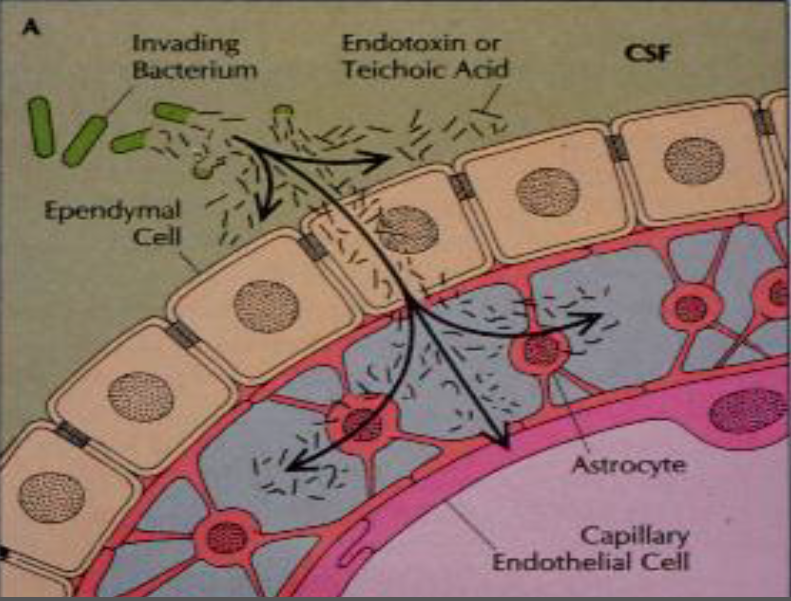 A
Invading
Bacterium
Endotoxin or
Teichoic Acid
CSF
Ependymal
Cell
Astrocyte
Capillary
Endothelial Cell